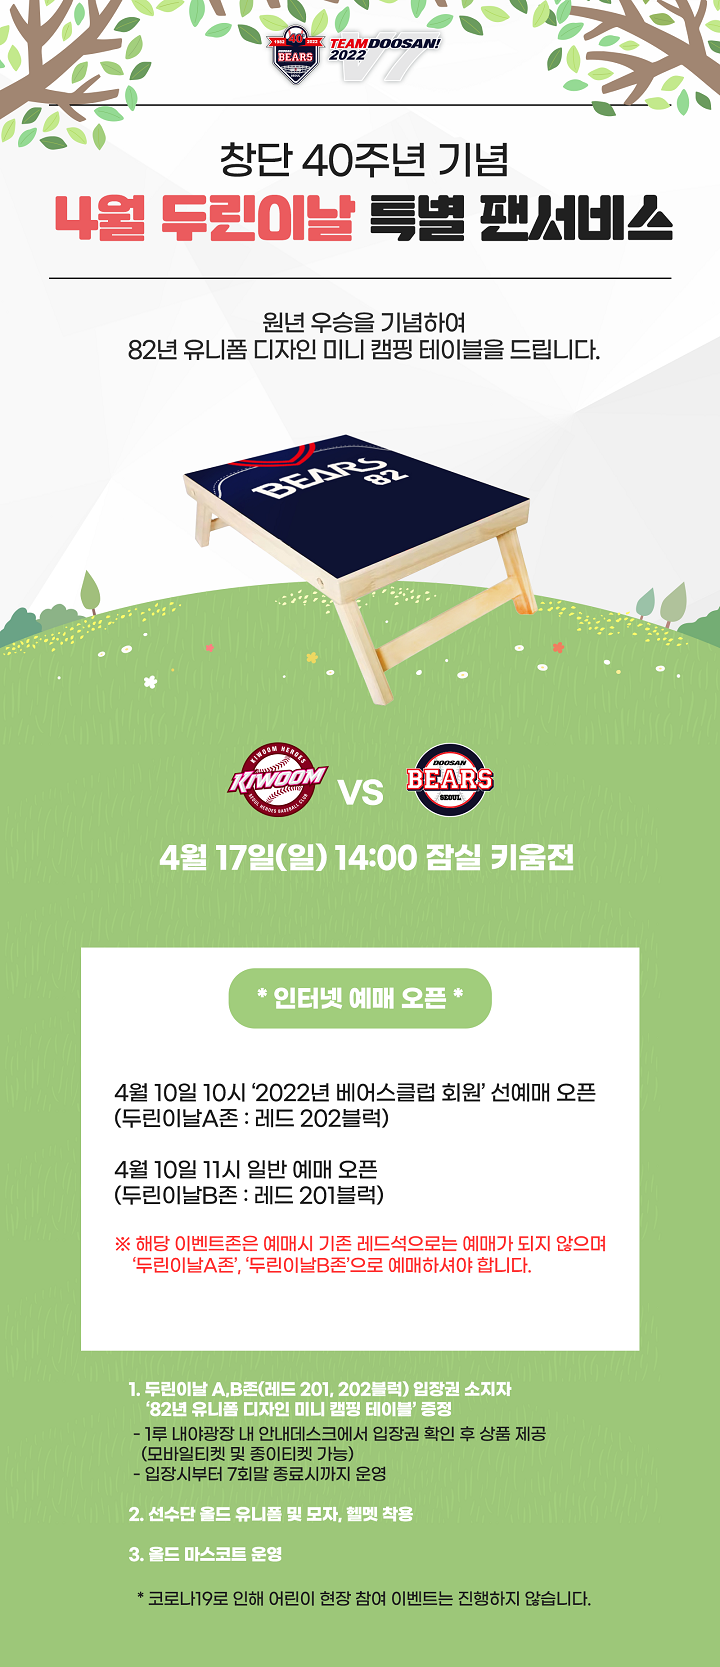 1982 40th 2022
BEARS
TEAMDOOSAN!
2022
V7
창단 40주년 기념
4월 두린이날 특별 팬서비스
원년 우승을 기념하여
82년 유니폼 디자인 미니 캠핑 테이블을 드립니다.
BEARS
82
KIWOOM HEROES
KIWOOM
SEOUL HEROES BASEBALL CLUB
VS
DOOSAN
BEARS
SEOUL
4월 17일(일) 14:00 잠실 키움전
* 인터넷 예매 오픈 *
4월 10일 10시 ‘2022년 베어스클럽 회원’ 선예매 오픈
(두린이날A존 : 레드 202블럭)
4월 10일 11시 일반 예매 오픈
(두린이날B존 : 레드 201블럭)
※ 해당 이벤트존은 예매시 기존 레드석으로는 예매가 되지 않으며
‘두린이날A존’, ‘두린이날B존’으로 예매하셔야 합니다.
1. 두린이날 A,B존(레드 201, 202블럭) 입장권 소지자
‘82년 유니폼 디자인 미니 캠핑 테이블’ 증정
- 1루 내야광장 내 안내데스크에서 입장권 확인 후 상품 제공
(모바일티켓 및 종이티켓 가능)
- 입장시부터 7회말 종료시까지 운영
2. 선수단 올드 유니폼 및 모자, 헬멧 착용
3. 올드 마스코트 운영
* 코로나19로 인해 어린이 현장 참여 이벤트는 진행하지 않습니다.